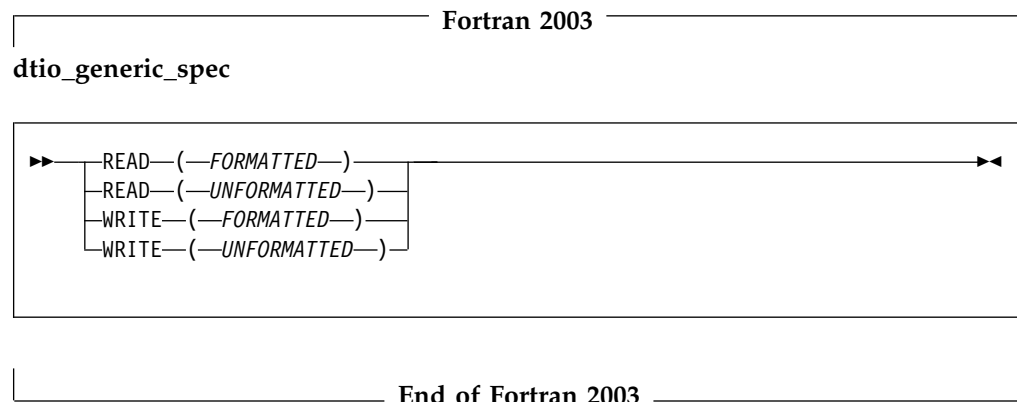 Fortran 2003
dtio_generic_spec
READ ( FORMATTED )
READ ( UNFORMATTED )
WRITE ( FORMATTED )
WRITE ( UNFORMATTED )
End of Fortran 2003